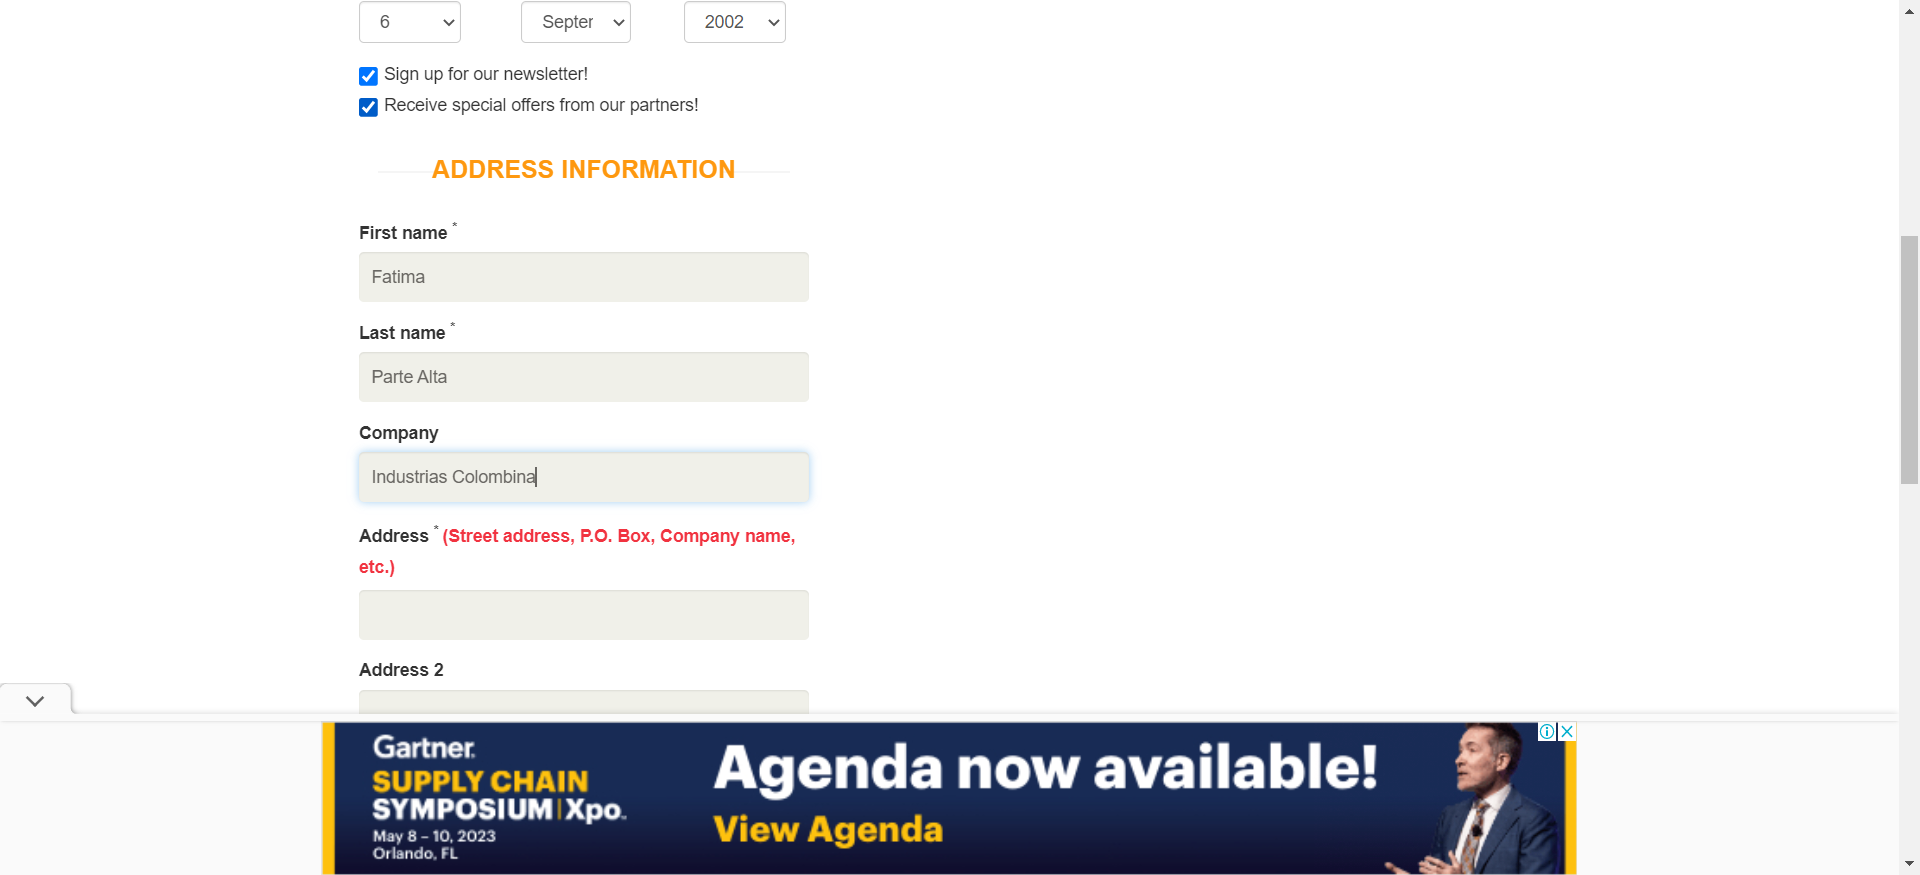 6 Septer 2002
Sign up for our newsletter!
Receive special offers from our partners!
ADDRESS INFORMATION
First name *
Fatima
Last name *
Parte Alta
Company
Industrias Colombina
Address * (Street address, P.O. Box, Company name,
etc.)
Address 2
Gartner.
SUPPLY CHAIN
SYMPOSIUM | Xpo.
May 8 – 10, 2023
Orlando, FL
Agenda now available!
View Agenda